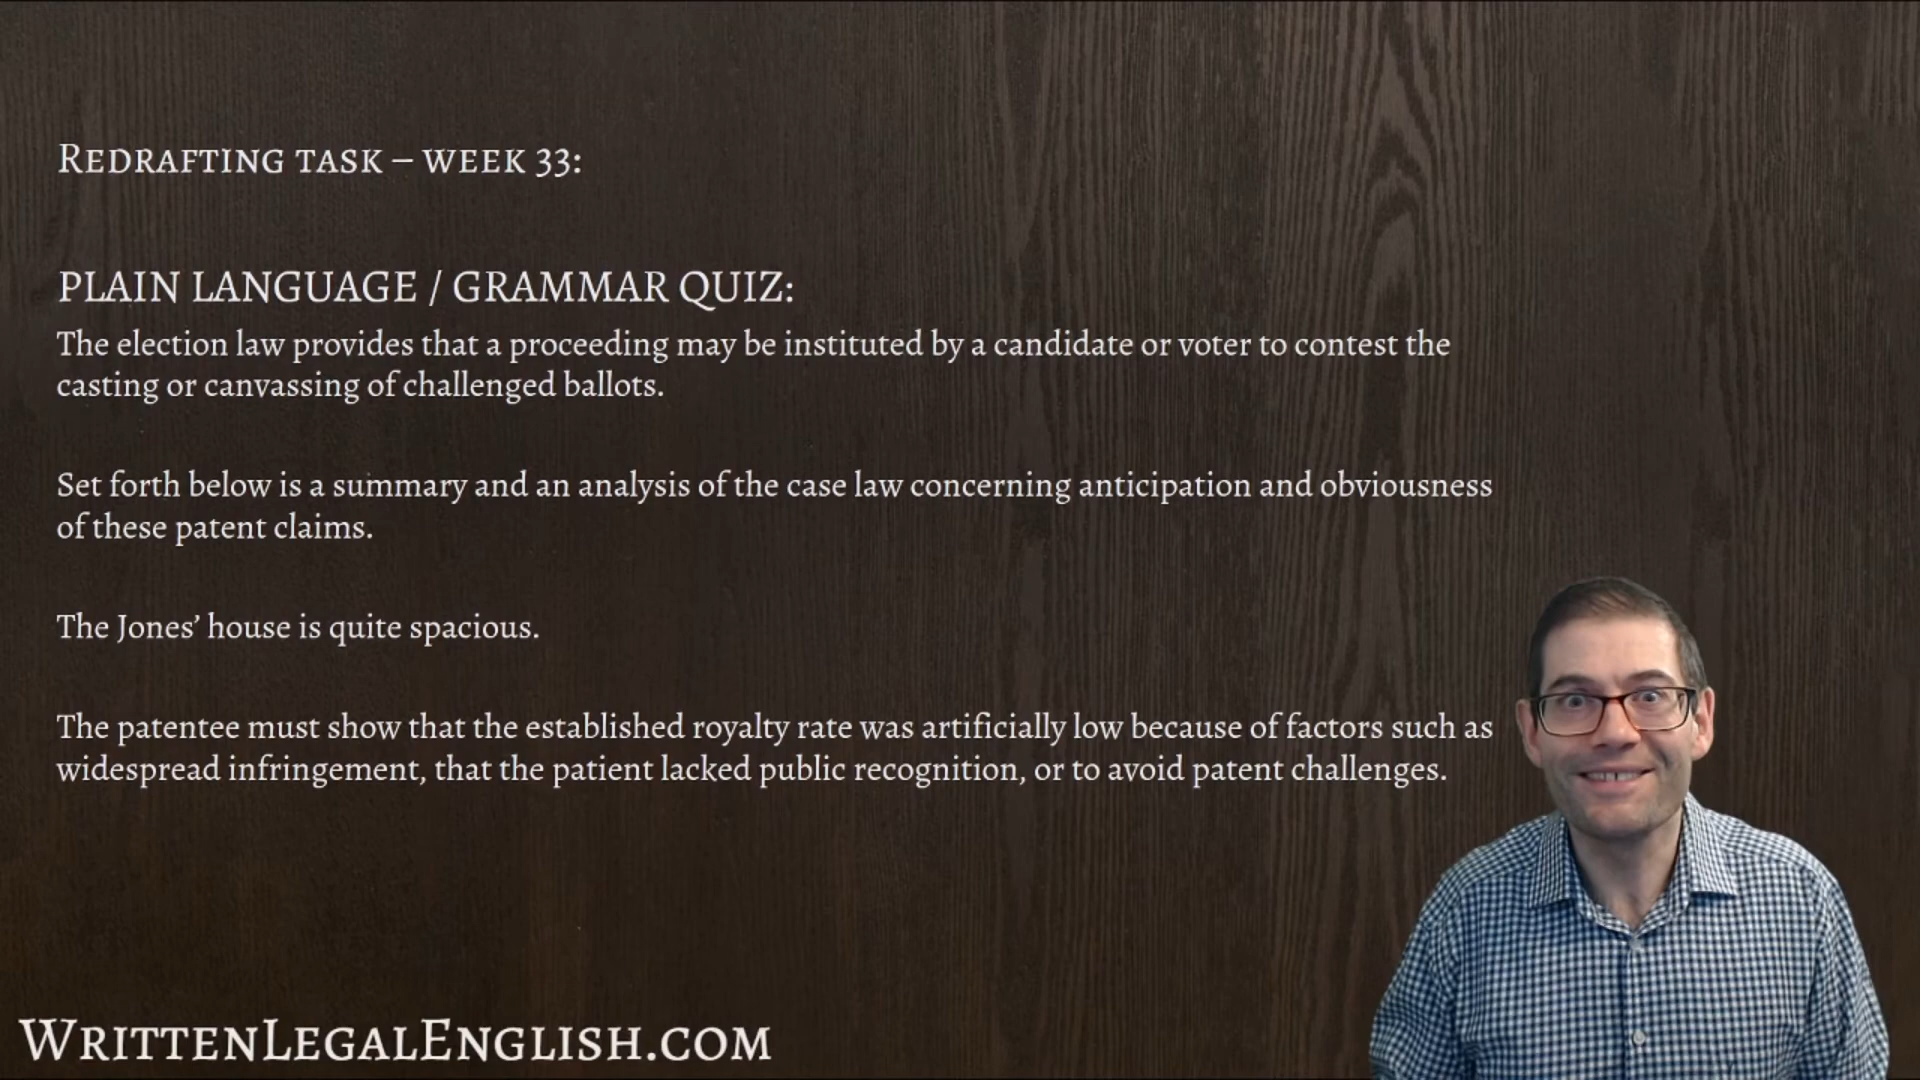 Redrafting task – week 33:
PLAIN LANGUAGE / GRAMMAR QUIZ:
The election law provides that a proceeding may be instituted by a candidate or voter to contest the
casting or canvassing of challenged ballots.
Set forth below is a summary and an analysis of the case law concerning anticipation and obviousness
of these patent claims.
The Jones’ house is quite spacious.
The patentee must show that the established royalty rate was artificially low because of factors such as
widespread infringement, that the patient lacked public recognition, or to avoid patent challenges.
WrittenLegalEnglish.com